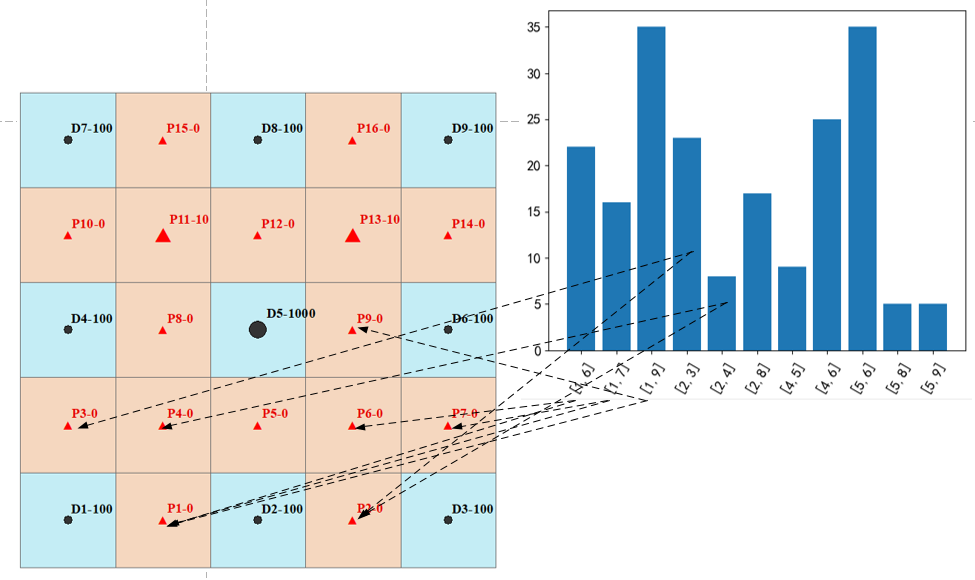 D7-100 P15-0 D8-100 P16-0 D9-100
P10-0 P11-10 P12-0 P13-10 P14-0
D4-100 P8-0 D5-1000 P9-0 D6-100
P3-0 P4-0 P5-0 P6-0 P7-0
D1-100 P1-0 D2-100 P2-0 D3-100
35
30
25
20
15
10
5
0
[1, 6] [1, 7] [1, 9] [2, 3] [2, 4] [2, 8] [4, 5] [4, 6] [5, 6] [5, 8] [5, 9]